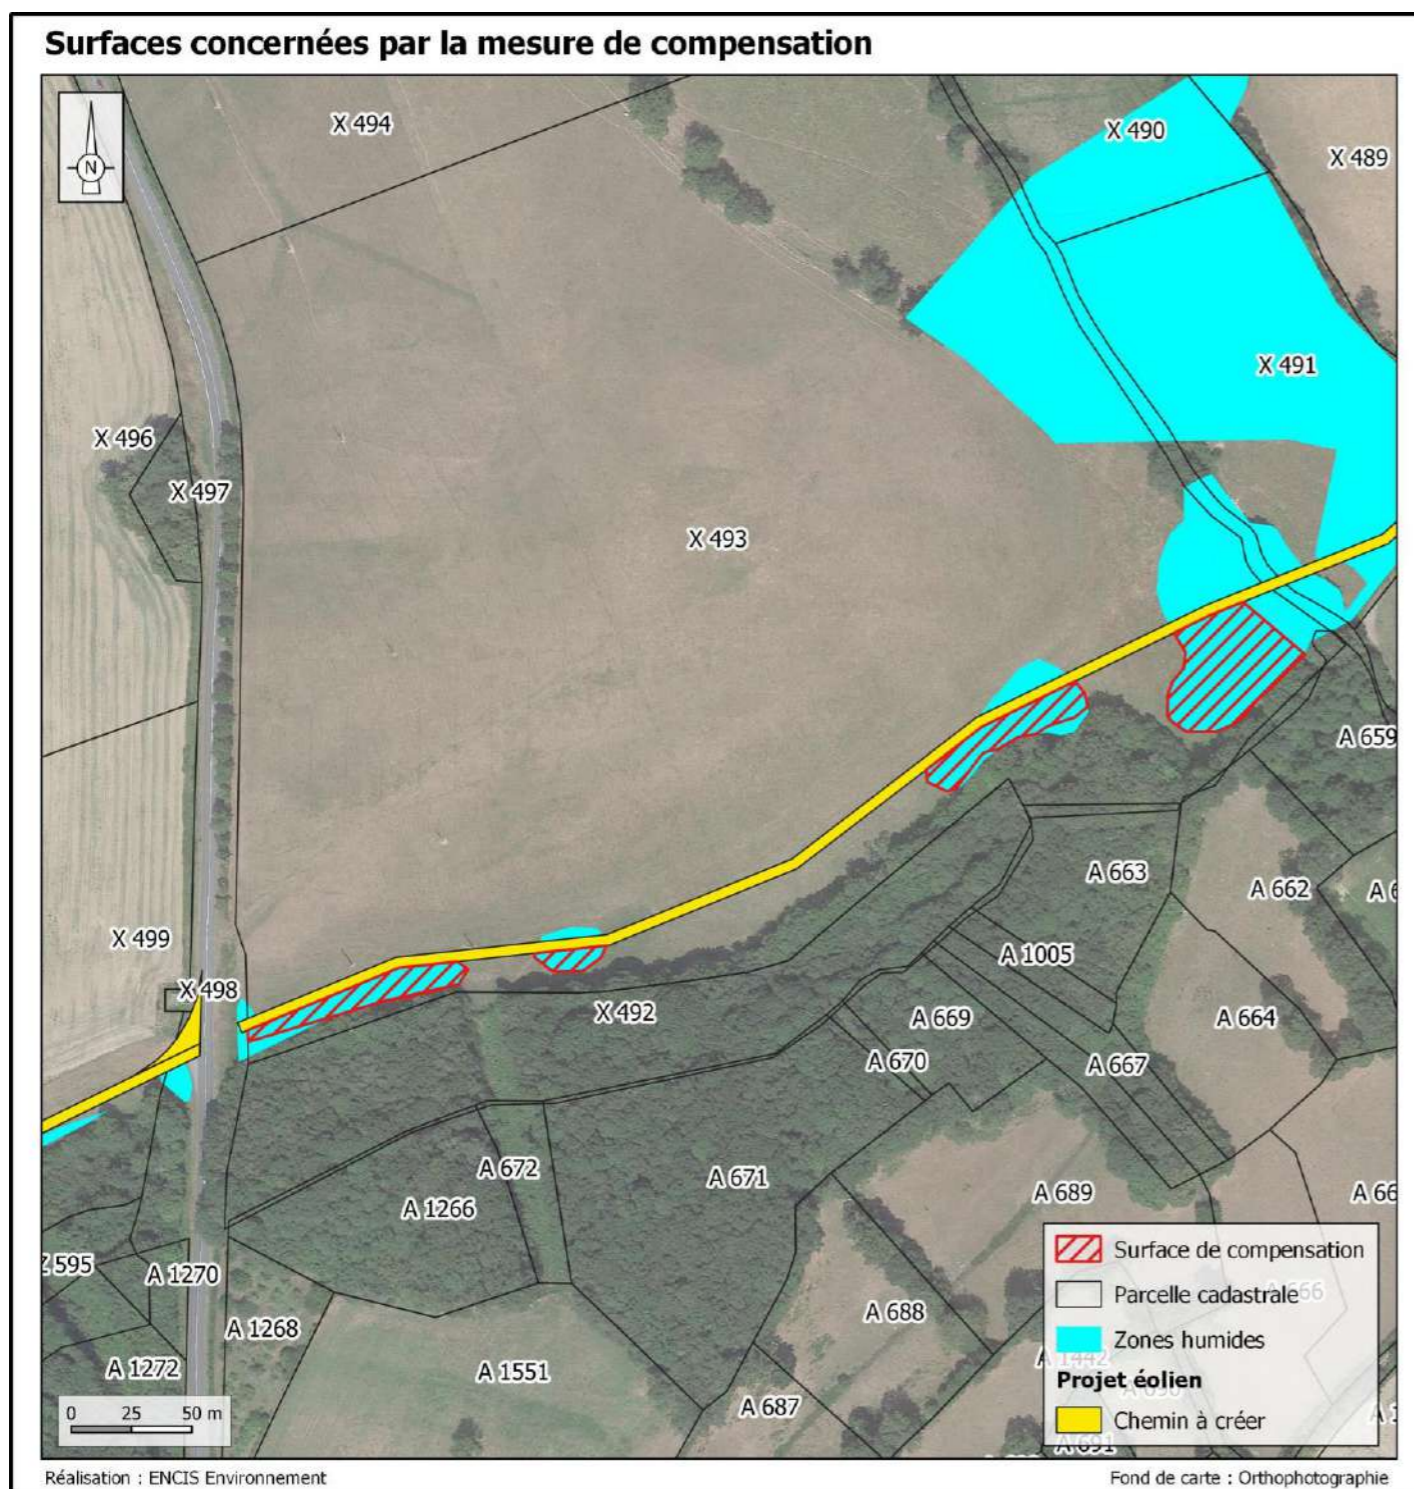 Surfaces concernées par la mesure de compensation
N
X 494
X 490
X 489
X 491
X 496
X 497
X 493
A 659
A 663
A 662
X 499
A 1005
X 498
X 492
A 669
A 664
A 670
A 667
A 672
A 671
A 689
A 66
A 1266
595
A 1270
Surface de compensation
Parcelle cadastrale
A 688
A 1268
Zones humides
A 1442
A 1272
A 1551
Projet éolien
A 687
0 25 50 m
Chemin à créer
A 691
Réalisation : ENCIS Environnement
Fond de carte : Orthophotographie